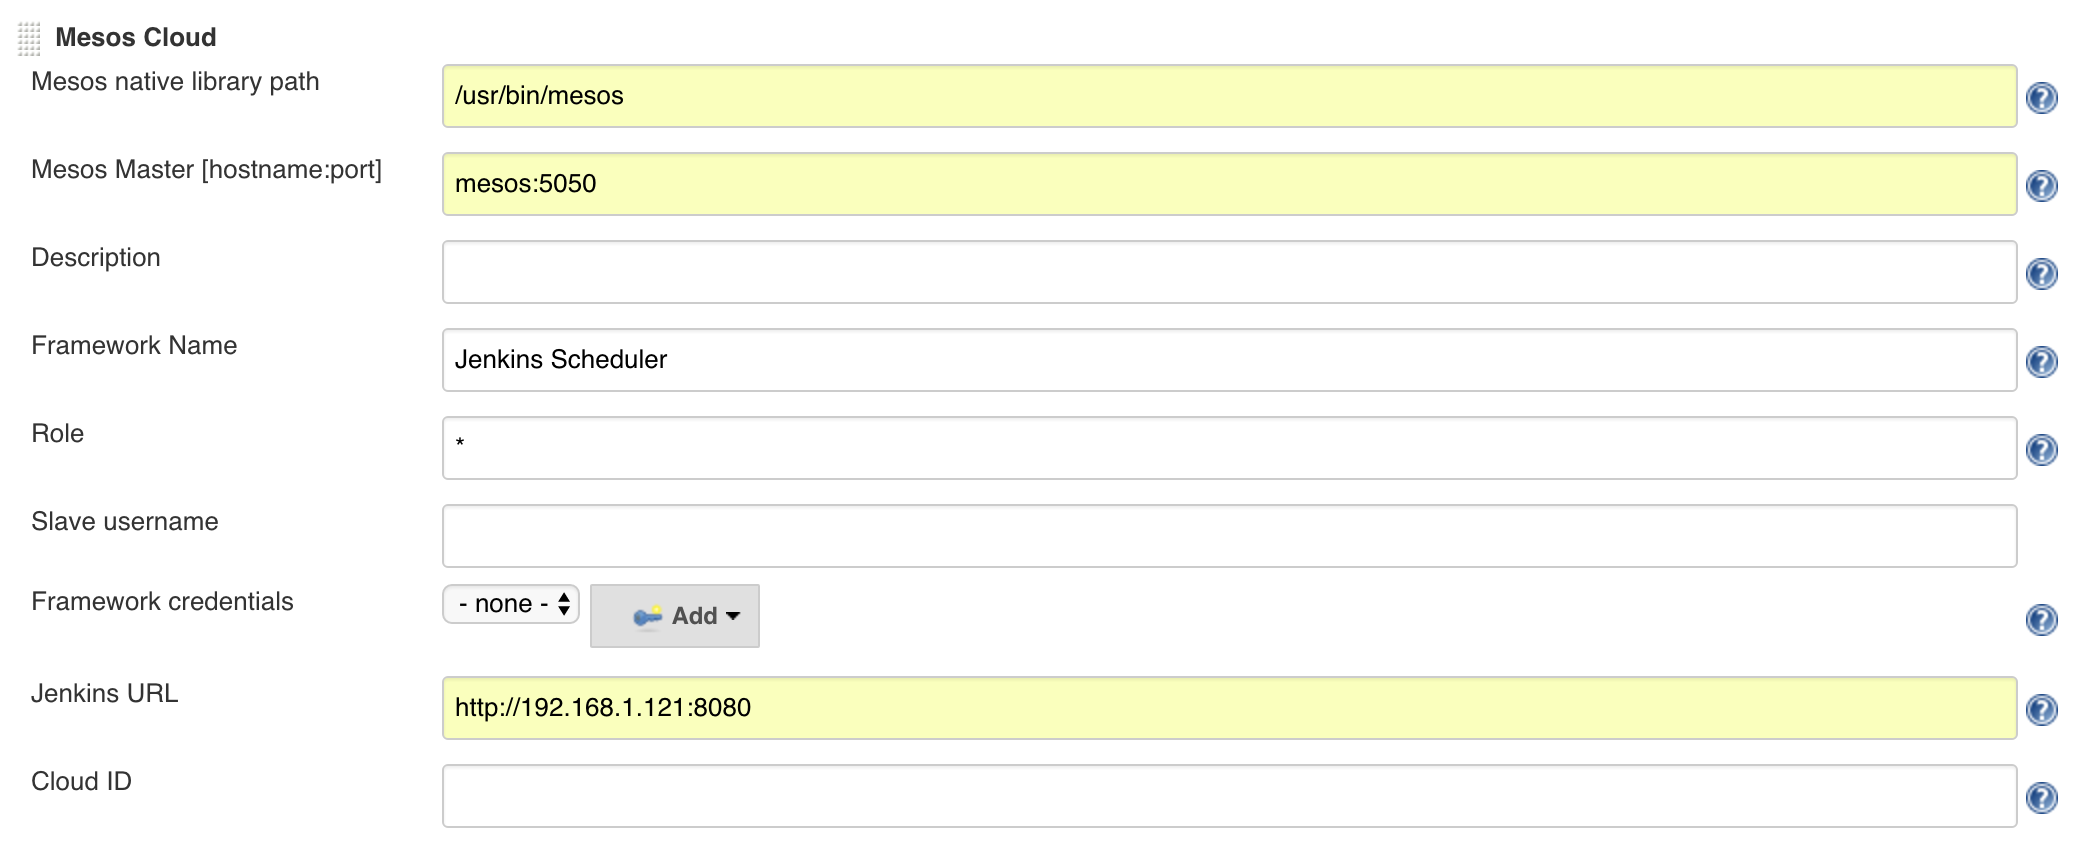 Mesos Cloud
Mesos native library path
/usr/bin/mesos
Mesos Master [hostname:port]
mesos:5050
Description
Framework Name
Jenkins Scheduler
Role
*
Slave username
Framework credentials
- none -
Add
Jenkins URL
http://192.168.1.121:8080
Cloud ID